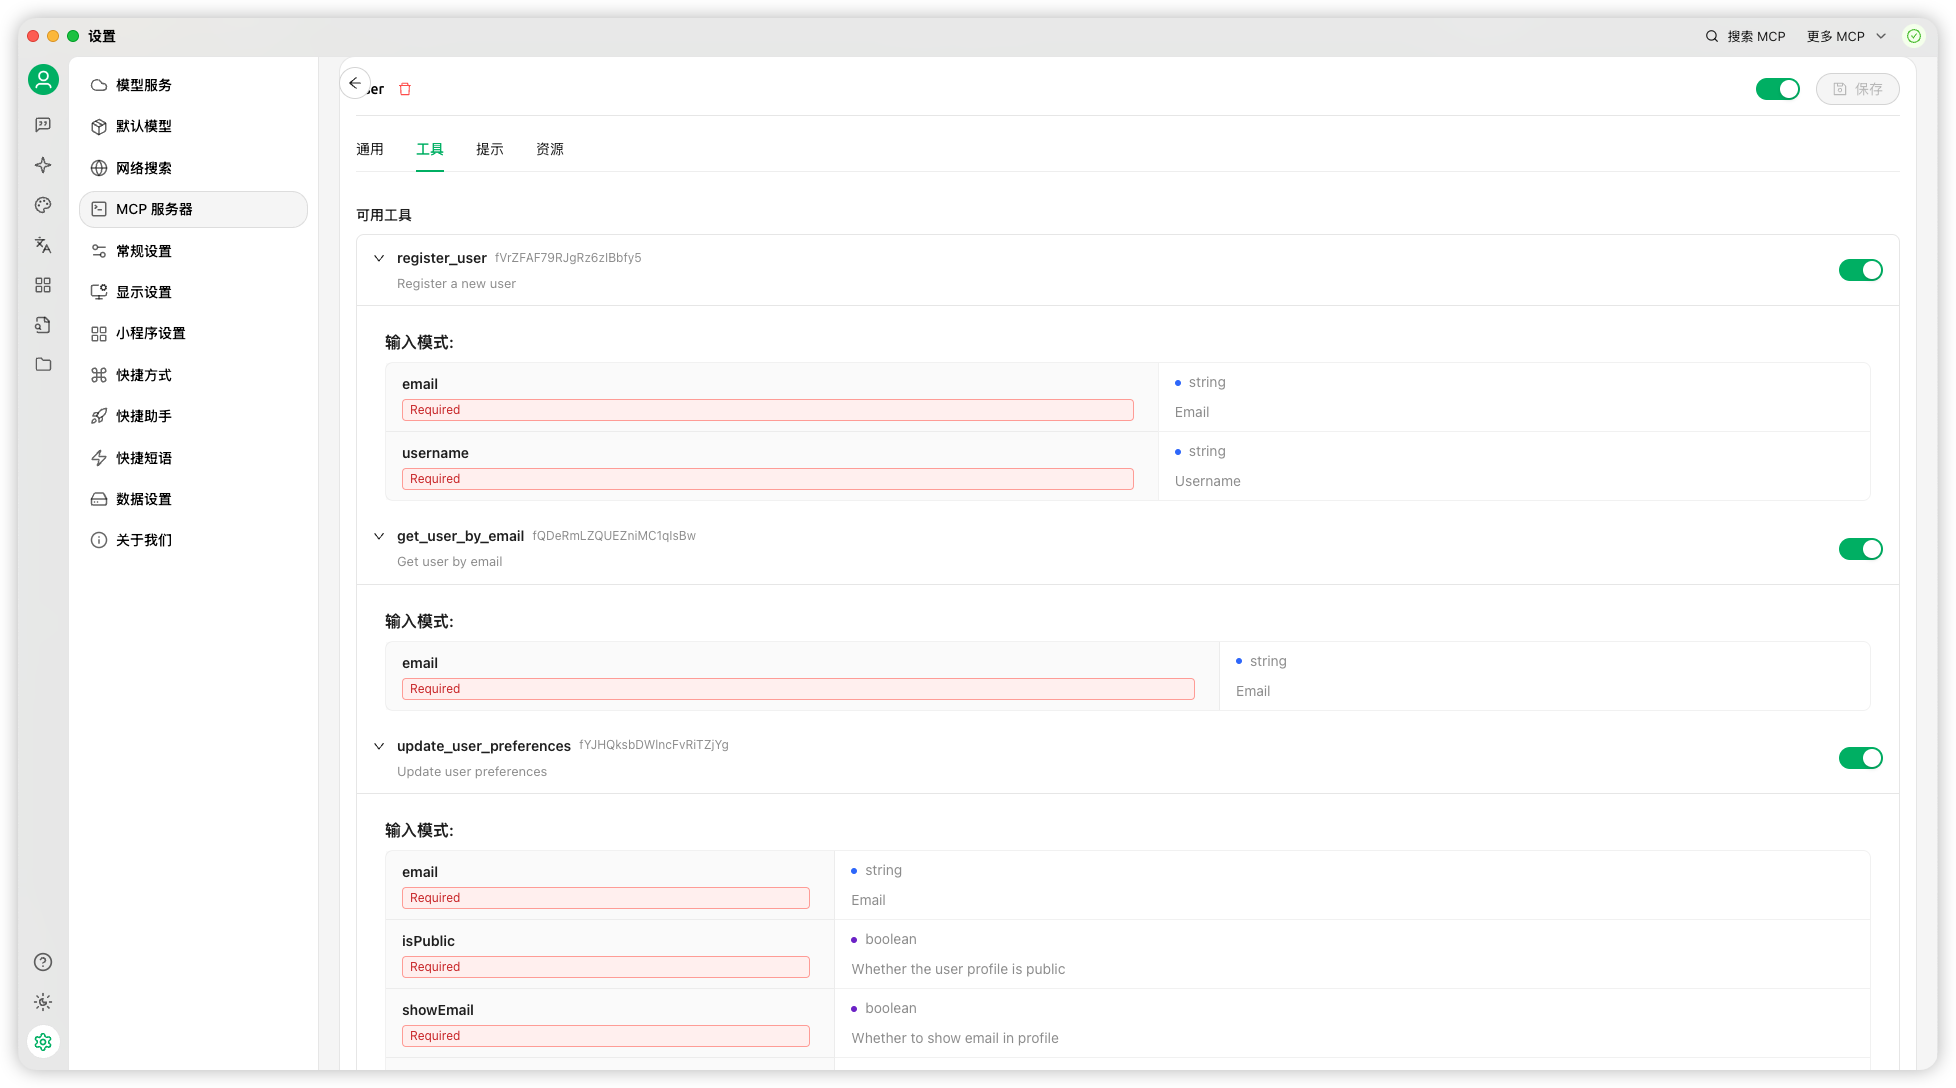 设置
搜索 MCP
更多 MCP
模型服务
默认模型
网络搜索
MCP 服务器
常规设置
显示设置
小程序设置
快捷方式
快捷助手
快捷短语
数据设置
关于我们
保存
通用
工具
提示
资源
可用工具
register_user fVrZFAF79RJgRz6zIBbfy5
Register a new user
输入模式:
email
Required
string
Email
username
Required
string
Username
get_user_by_email fQDeRmLZQUEZniMC1qIsBw
Get user by email
输入模式:
email
Required
string
Email
update_user_preferences fYJHQksbDWIncFvRiTZjYg
Update user preferences
输入模式:
email
Required
string
Email
isPublic
Required
boolean
Whether the user profile is public
showEmail
Required
boolean
Whether to show email in profile